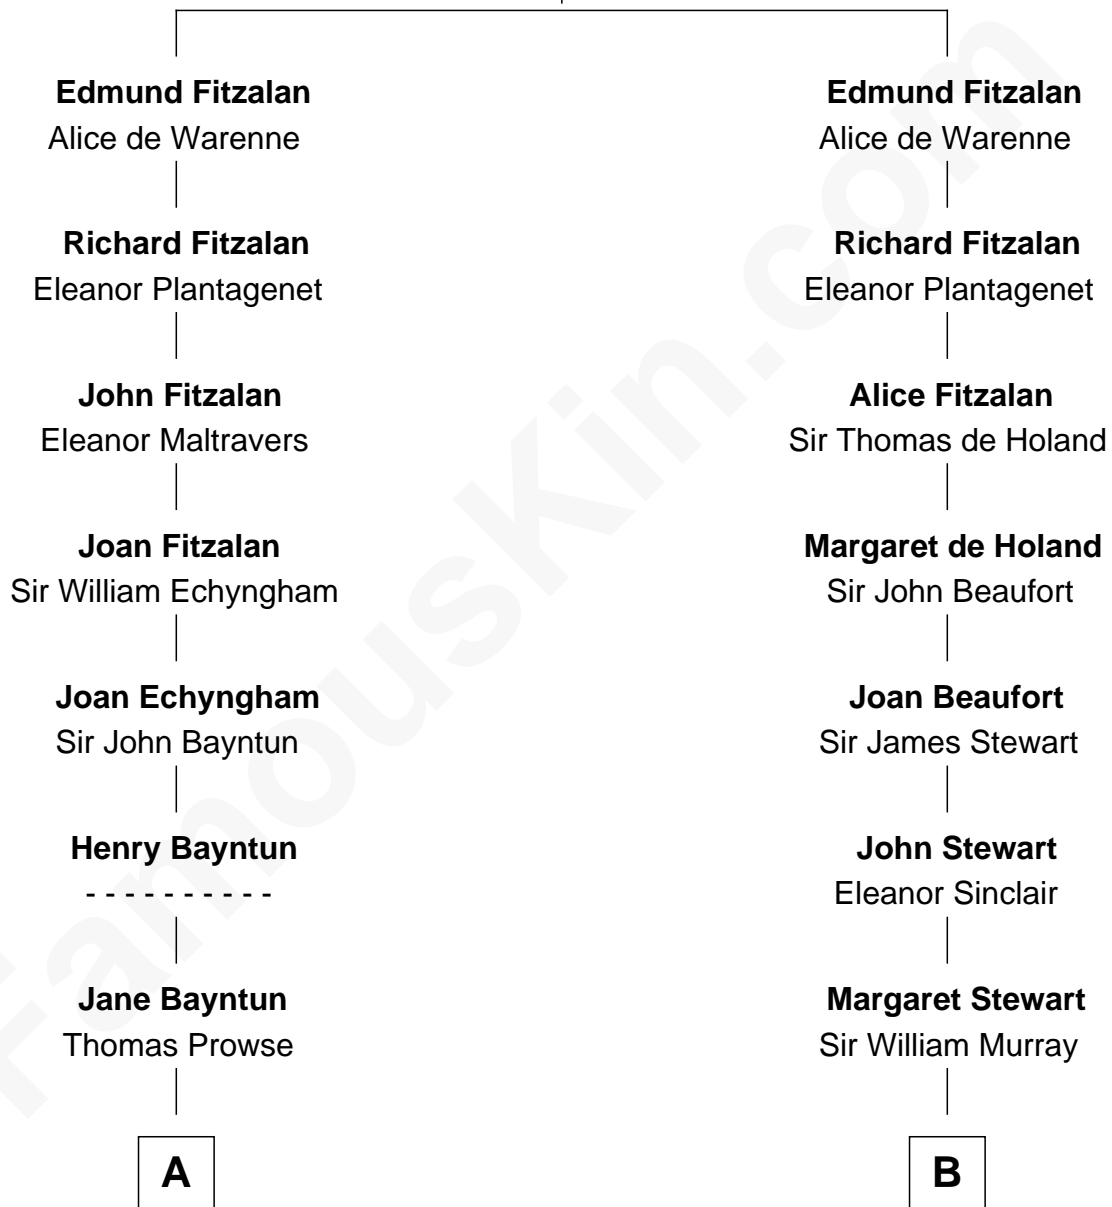 Edmund Fitzalan
Alice de Warenne
Richard Fitzalan
Eleanor Plantagenet
John Fitzalan
Eleanor Maltravers
Joan Fitzalan
Sir William Echyngham
Joan Echyngham
Sir John Bayntun
Henry Bayntun
- - - - - - - - - -
Jane Bayntun
Thomas Prowse
A
Edmund Fitzalan
Alice de Warenne
Richard Fitzalan
Eleanor Plantagenet
Alice Fitzalan
Sir Thomas de Holand
Margaret de Holand
Sir John Beaufort
Joan Beaufort
Sir James Stewart
John Stewart
Eleanor Sinclair
Margaret Stewart
Sir William Murray
B
FamousKin.com